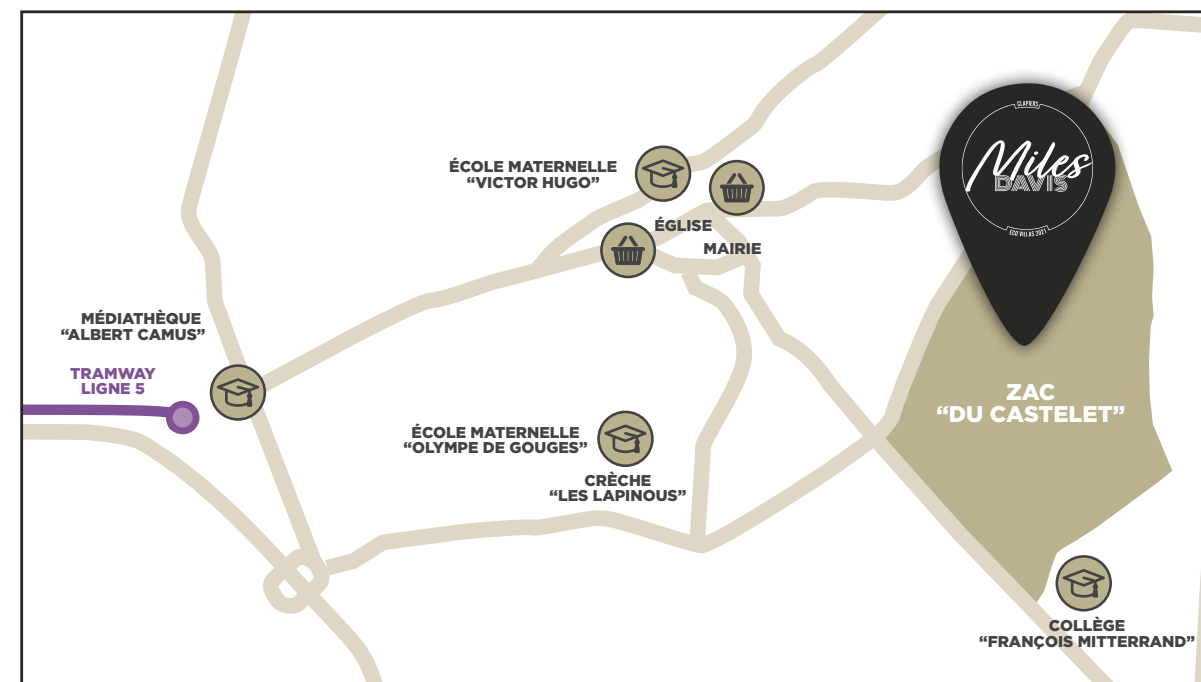 CLAPIERS
Miles
DAVIS
ECO VILLAS 2021
ÉCOLE MATERNELLE
“VICTOR HUGO”
ÉGLISE
MAIRIE
MÉDIATHÈQUE
“ALBERT CAMUS”
TRAMWAY
LIGNE 5
ZAC
“DU CASTELET”
ÉCOLE MATERNELLE
“OLYMPE DE GOUGES”
CRÈCHE
“LES LAPINOUS”
COLLÈGE
“FRANÇOIS MITTERRAND”